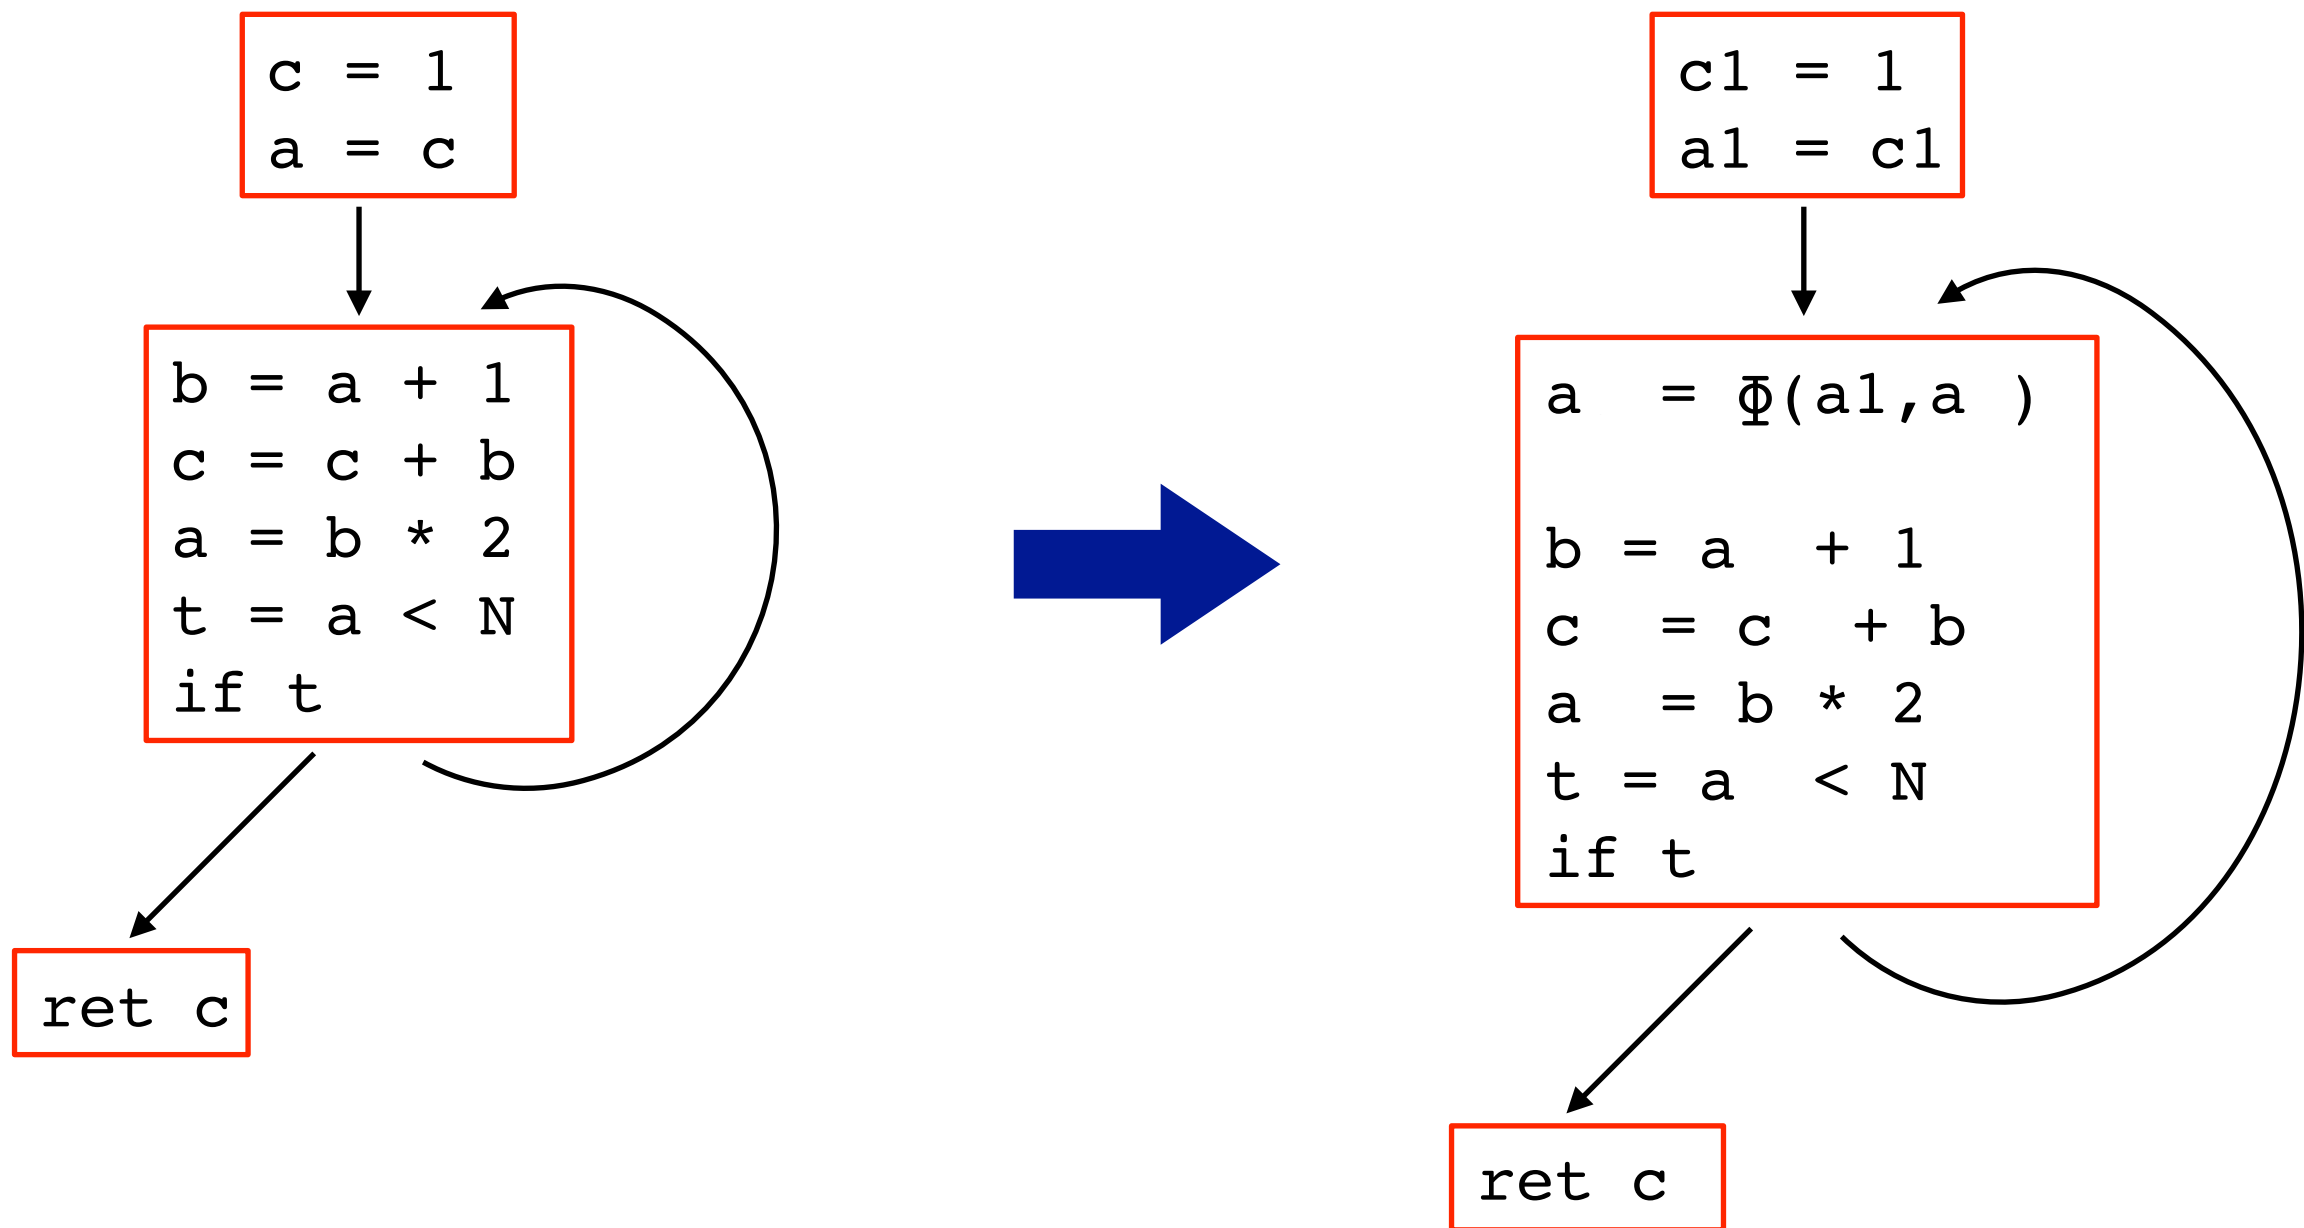 c = 1
a = c
b = a + 1
c = c + b
a = b * 2
t = a < N
if t
ret c
c1 = 1
a1 = c1
a  = Φ(a1,a )
b = a  + 1
c  = c  + b
a  = b * 2
t = a  < N
if t
ret c